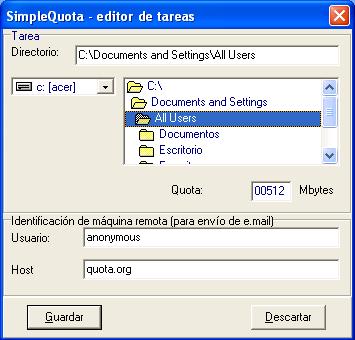 SimpleQuota - editor de tareas
Tarea
Directorio: C:\Documents and Settings\All Users
c: [acer]
C:\
Documents and Settings
All Users
Documentos
Escritorio
Quota: 00512 Mbytes
Identificación de máquina remota (para envío de e.mail)
Usuario: anonymous
Host quota.org
Guardar Descartar